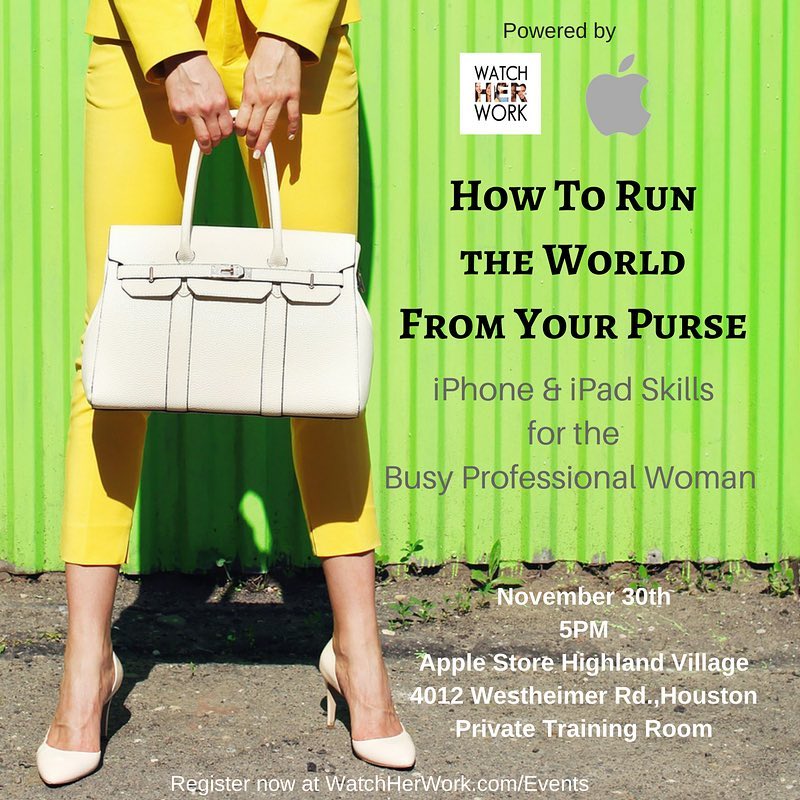 Powered by
WATCH
HER
WORK
How To Run
the World
From Your Purse
iPhone & iPad Skills
for the
Busy Professional Woman
November 30th
5PM
Apple Store Highland Village
4012 Westheimer Rd.,Houston
Private Training Room
Register now at WatchHerWork.com/Events